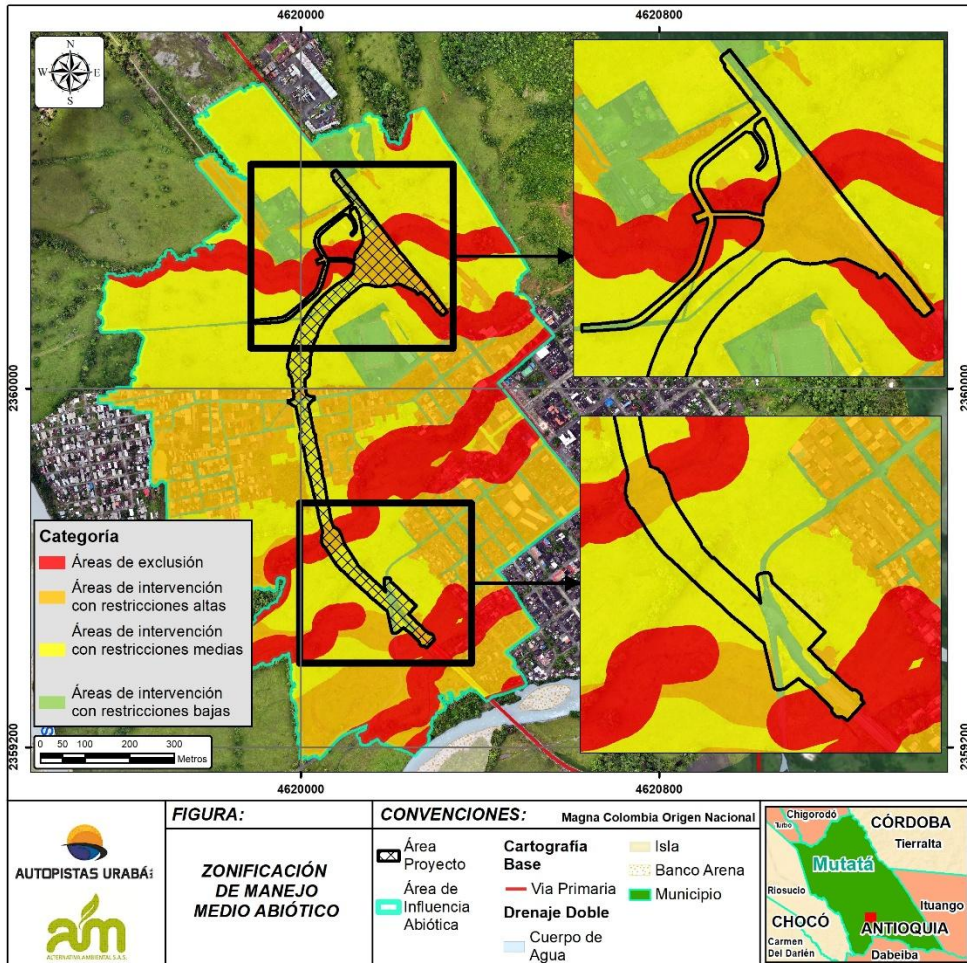 4620000
4620800
N
W E
S
2360000
2360000
Categoría
Áreas de exclusión
Áreas de intervención
con restricciones altas
Áreas de intervención
con restricciones medias
Áreas de intervención
con restricciones bajas
0 50 100 200 300
Metros
2359200
2359200
4620000
4620800
AUTOPISTAS URABÁ
am
ALTERNATIVA AMBIENTAL S.A.S.
FIGURA:
ZONIFICACIÓN
DE MANEJO
MEDIO ABIÓTICO
CONVENCIONES:
Magna Colombia Origen Nacional
Área
Proyecto
Área de
Influencia
Abiótica
Cartografía
Base
Via Primaria
Drenaje Doble
Cuerpo de
Agua
Isla
Banco Arena
Municipio
Chigorodó
CÓRDOBA
Turbo
Tierralta
Mutatá
Riosucio
Ituango
CHOCÓ
ANTIOQUIA
Carmen
Del Darién
Dabeiba